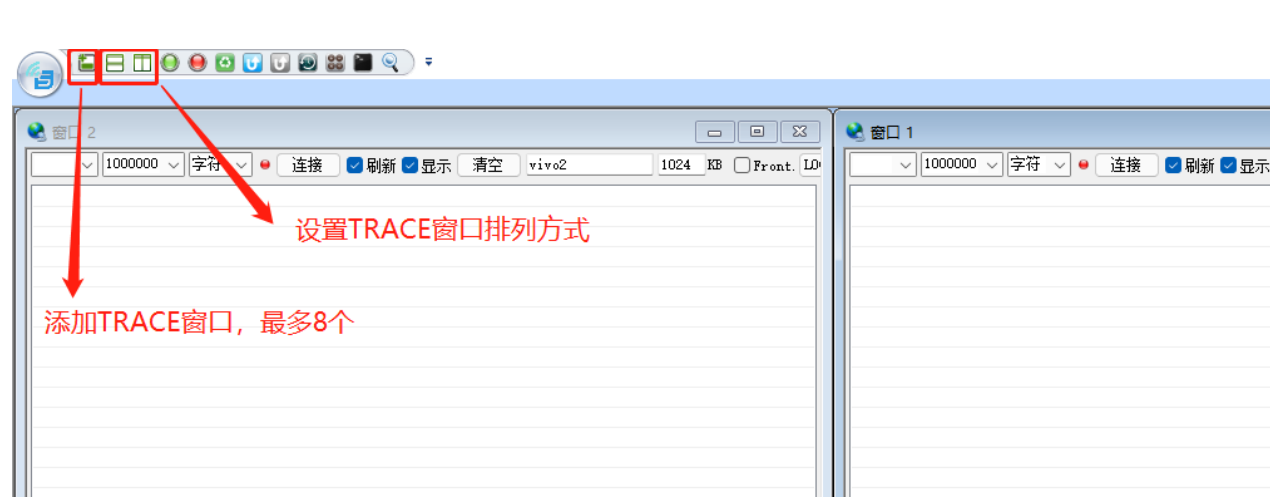 窗口 2
窗口 1
1000000 字符 连接 刷新 显示 清空 vivo2 1024 KB Front.
1000000 字符 连接 刷新 显示
设置TRACE窗口排列方式
添加TRACE窗口，最多8个